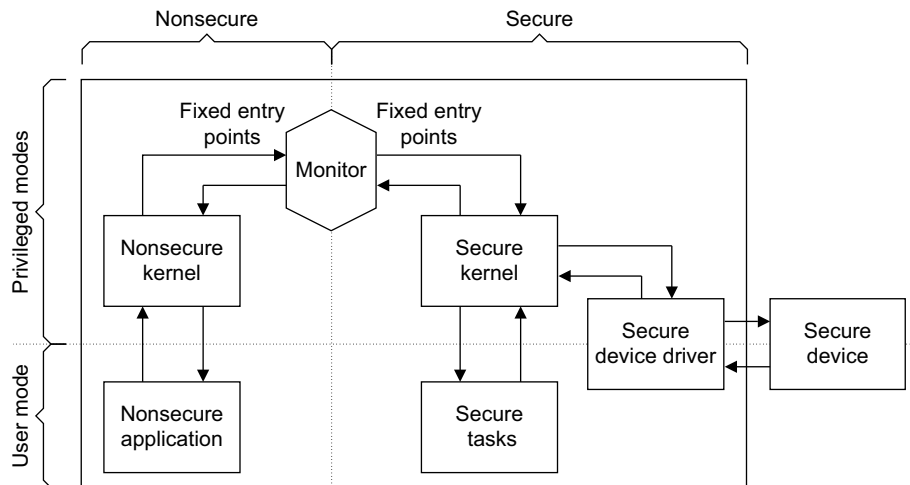 Nonsecure
Secure
Privileged modes
User mode
Fixed entry
points
Fixed entry
points
Monitor
Nonsecure
kernel
Secure
kernel
Secure
device driver
Secure
device
Nonsecure
application
Secure
tasks